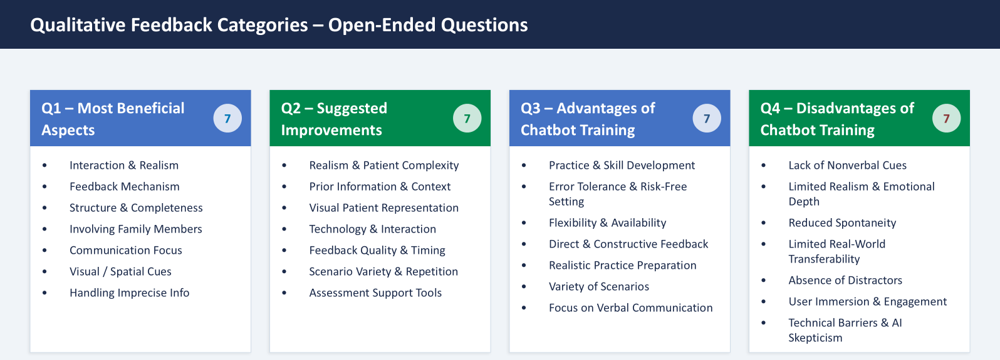 Qualitative Feedback Categories – Open-Ended Questions
Q1 – Most Beneficial
Aspects
7
• Interaction & Realism
• Feedback Mechanism
• Structure & Completeness
• Involving Family Members
• Communication Focus
• Visual / Spatial Cues
• Handling Imprecise Info
Q2 – Suggested
Improvements
7
• Realism & Patient Complexity
• Prior Information & Context
• Visual Patient Representation
• Technology & Interaction
• Feedback Quality & Timing
• Scenario Variety & Repetition
• Assessment Support Tools
Q3 – Advantages of
Chatbot Training
7
• Practice & Skill Development
• Error Tolerance & Risk-Free
Setting
• Flexibility & Availability
• Direct & Constructive Feedback
• Realistic Practice Preparation
• Variety of Scenarios
• Focus on Verbal Communication
Q4 – Disadvantages of
Chatbot Training
7
• Lack of Nonverbal Cues
• Limited Realism & Emotional
Depth
• Reduced Spontaneity
• Limited Real-World
Transferability
• Absence of Distractors
• User Immersion & Engagement
• Technical Barriers & AI
Skepticism